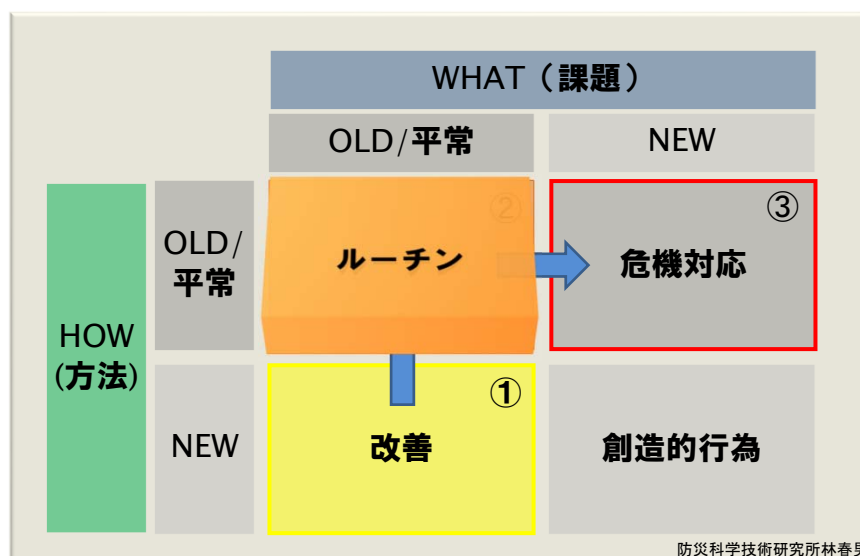 WHAT（課題）
OLD/平常
NEW
②
③
OLD/
平常
ルーチン
危機対応
HOW
(方法)
①
NEW
改善
創造的行為
防災科学技術研究所林春男